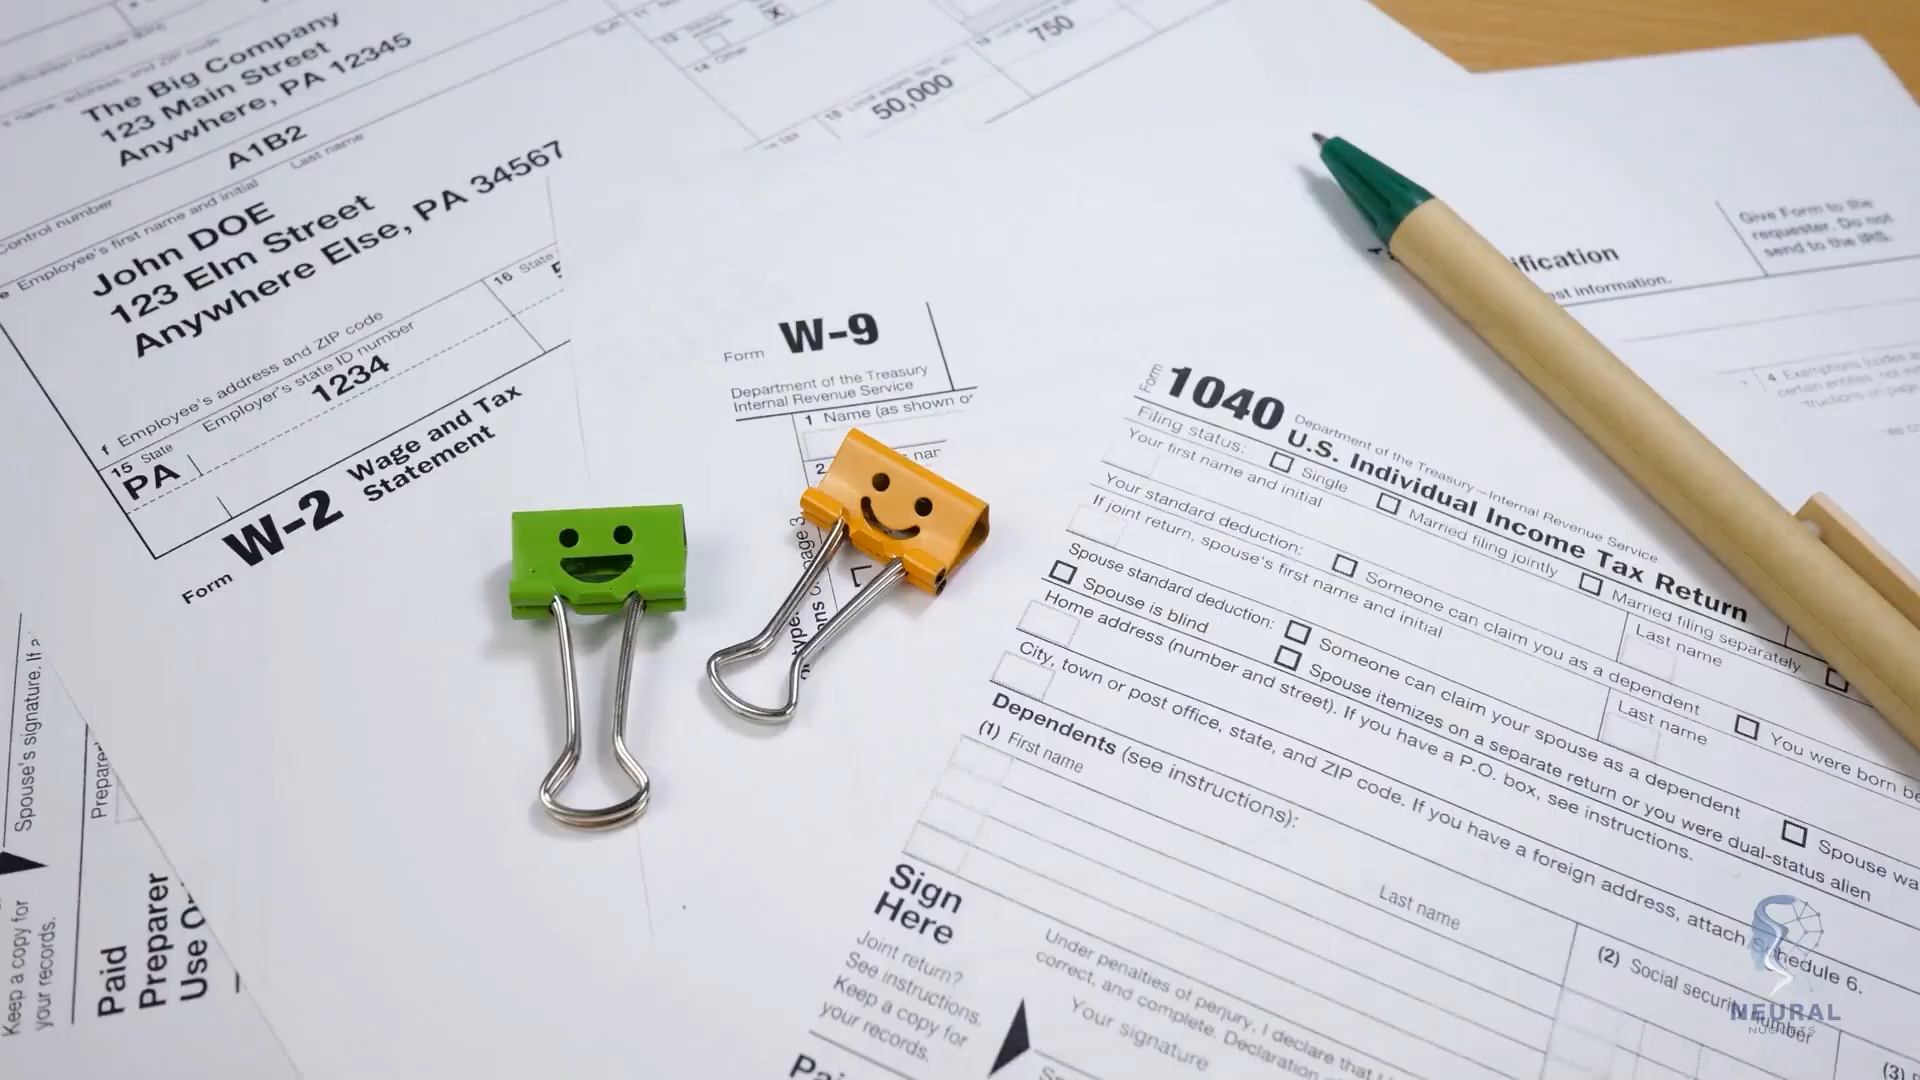 The Big Company
123 Main Street
Anywhere, PA 12345
A1B2
Control number
Employee's first name and initial
Last name
John DOE
123 Elm Street
Anywhere Else, PA 34567
f Employee's address and ZIP code
15 State
Employer's state ID number
16 State
PA
1234
Form W-2 Wage and Tax
Statement
14 Other
50,000
750
Form W-9
Department of the Treasury
Internal Revenue Service
1 Name (as shown
2
Give Form to the
requester. Do not
send to the IRS.
Form 1040 Department of the Treasury—Internal Revenue Service
U.S. Individual Income Tax Return
Filing status:
Single
Married filing jointly
Married filing separately
Your first name and initial
Last name
Your standard deduction:
Someone can claim you as a dependent
You were born
If joint return, spouse's first name and initial
Last name
Spouse standard deduction:
Someone can claim your spouse as a dependent
Spouse
Spouse is blind
Spouse itemizes on a separate return or you were dual-status alien
Home address (number and street). If you have a P.O. box, see instructions.
City, town or post office, state, and ZIP code. If you have a foreign address, attach Schedule 6.
Dependents (see instructions):
(1) First name
Last name
(2) Social security number
(3)
Sign
Here
Joint return?
See instructions.
Keep a copy for
your records.
Under penalties of perjury, I declare that
correct, and complete. Declaration
Your signature
Spouse's signature. If
Keep a copy for
your records.
Paid
Preparer
Use
NEURAL
NUGGETS